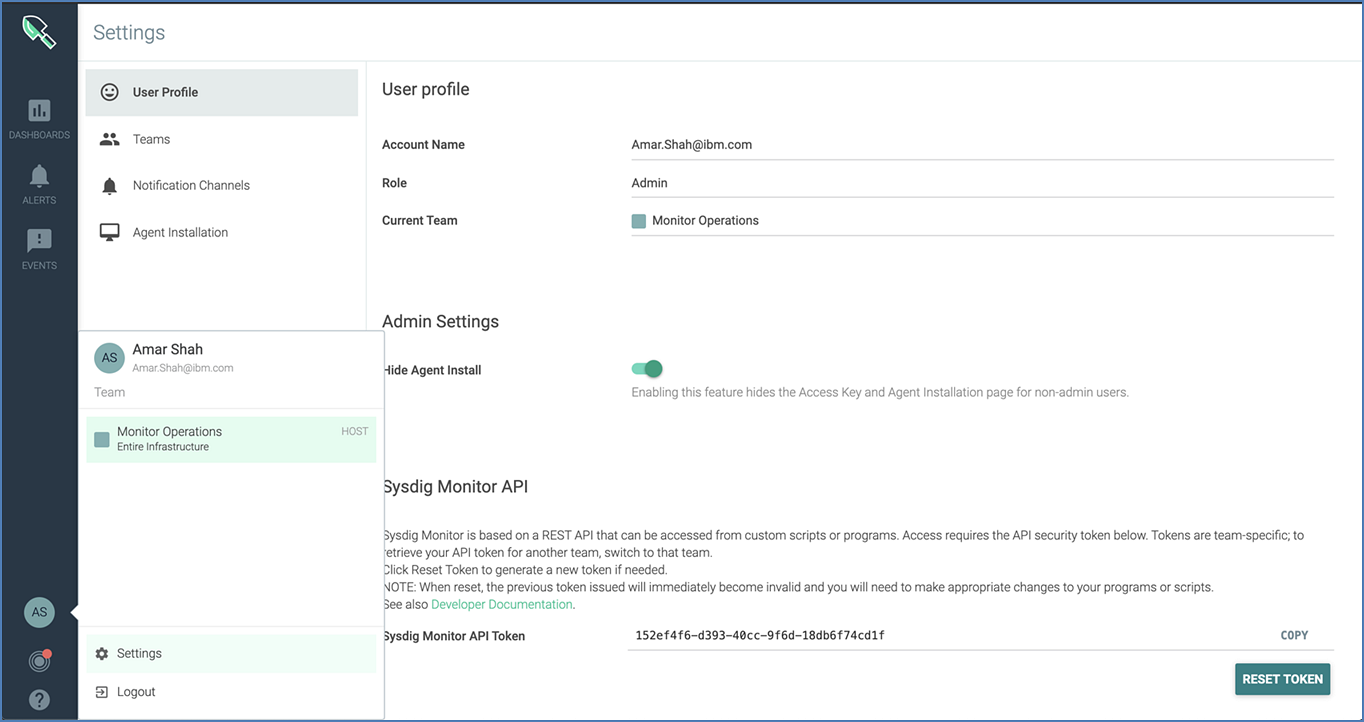 Settings
DASHBOARDS
ALERTS
EVENTS
User Profile
Teams
Notification Channels
Agent Installation
User profile
Account Name
Amar.Shah@ibm.com
Role
Admin
Current Team
Monitor Operations
Admin Settings
Hide Agent Install
Enabling this feature hides the Access Key and Agent Installation page for non-admin users.
Sysdig Monitor API
Sysdig Monitor is based on a REST API that can be accessed from custom scripts or programs. Access requires the API security token below. Tokens are team-specific; to
retrieve your API token for another team, switch to that team.
Click Reset Token to generate a new token if needed.
NOTE: When reset, the previous token issued will immediately become invalid and you will need to make appropriate changes to your programs or scripts.
See also Developer Documentation.
Sysdig Monitor API Token
152ef4f6-d393-40cc-9f6d-18db6f74cd1f
COPY
RESET TOKEN
AS
Amar Shah
Amar.Shah@ibm.com
Team
Monitor Operations
HOST
Entire Infrastructure
AS
Settings
Logout